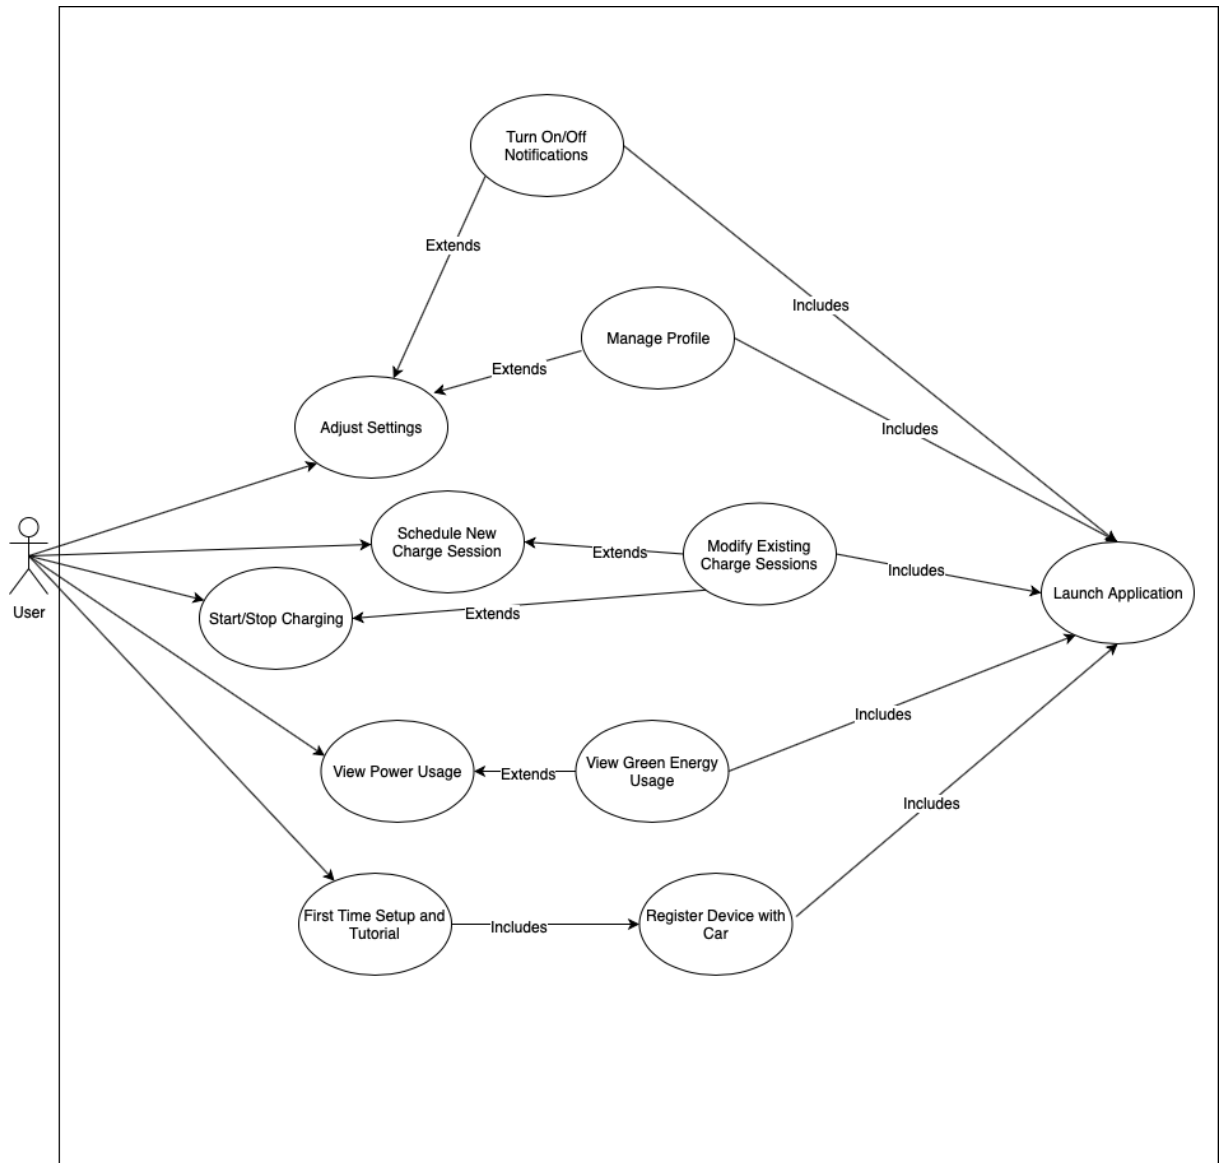 Turn On/Off
Notifications
Extends
Includes
Manage Profile
Extends
Adjust Settings
Includes
Schedule New
Charge Session
Extends
Modify Existing
Charge Sessions
Includes
Launch Application
User
Start/Stop Charging
Extends
Includes
View Power Usage
Extends
View Green Energy
Usage
Includes
First Time Setup and
Tutorial
Includes
Register Device with
Car